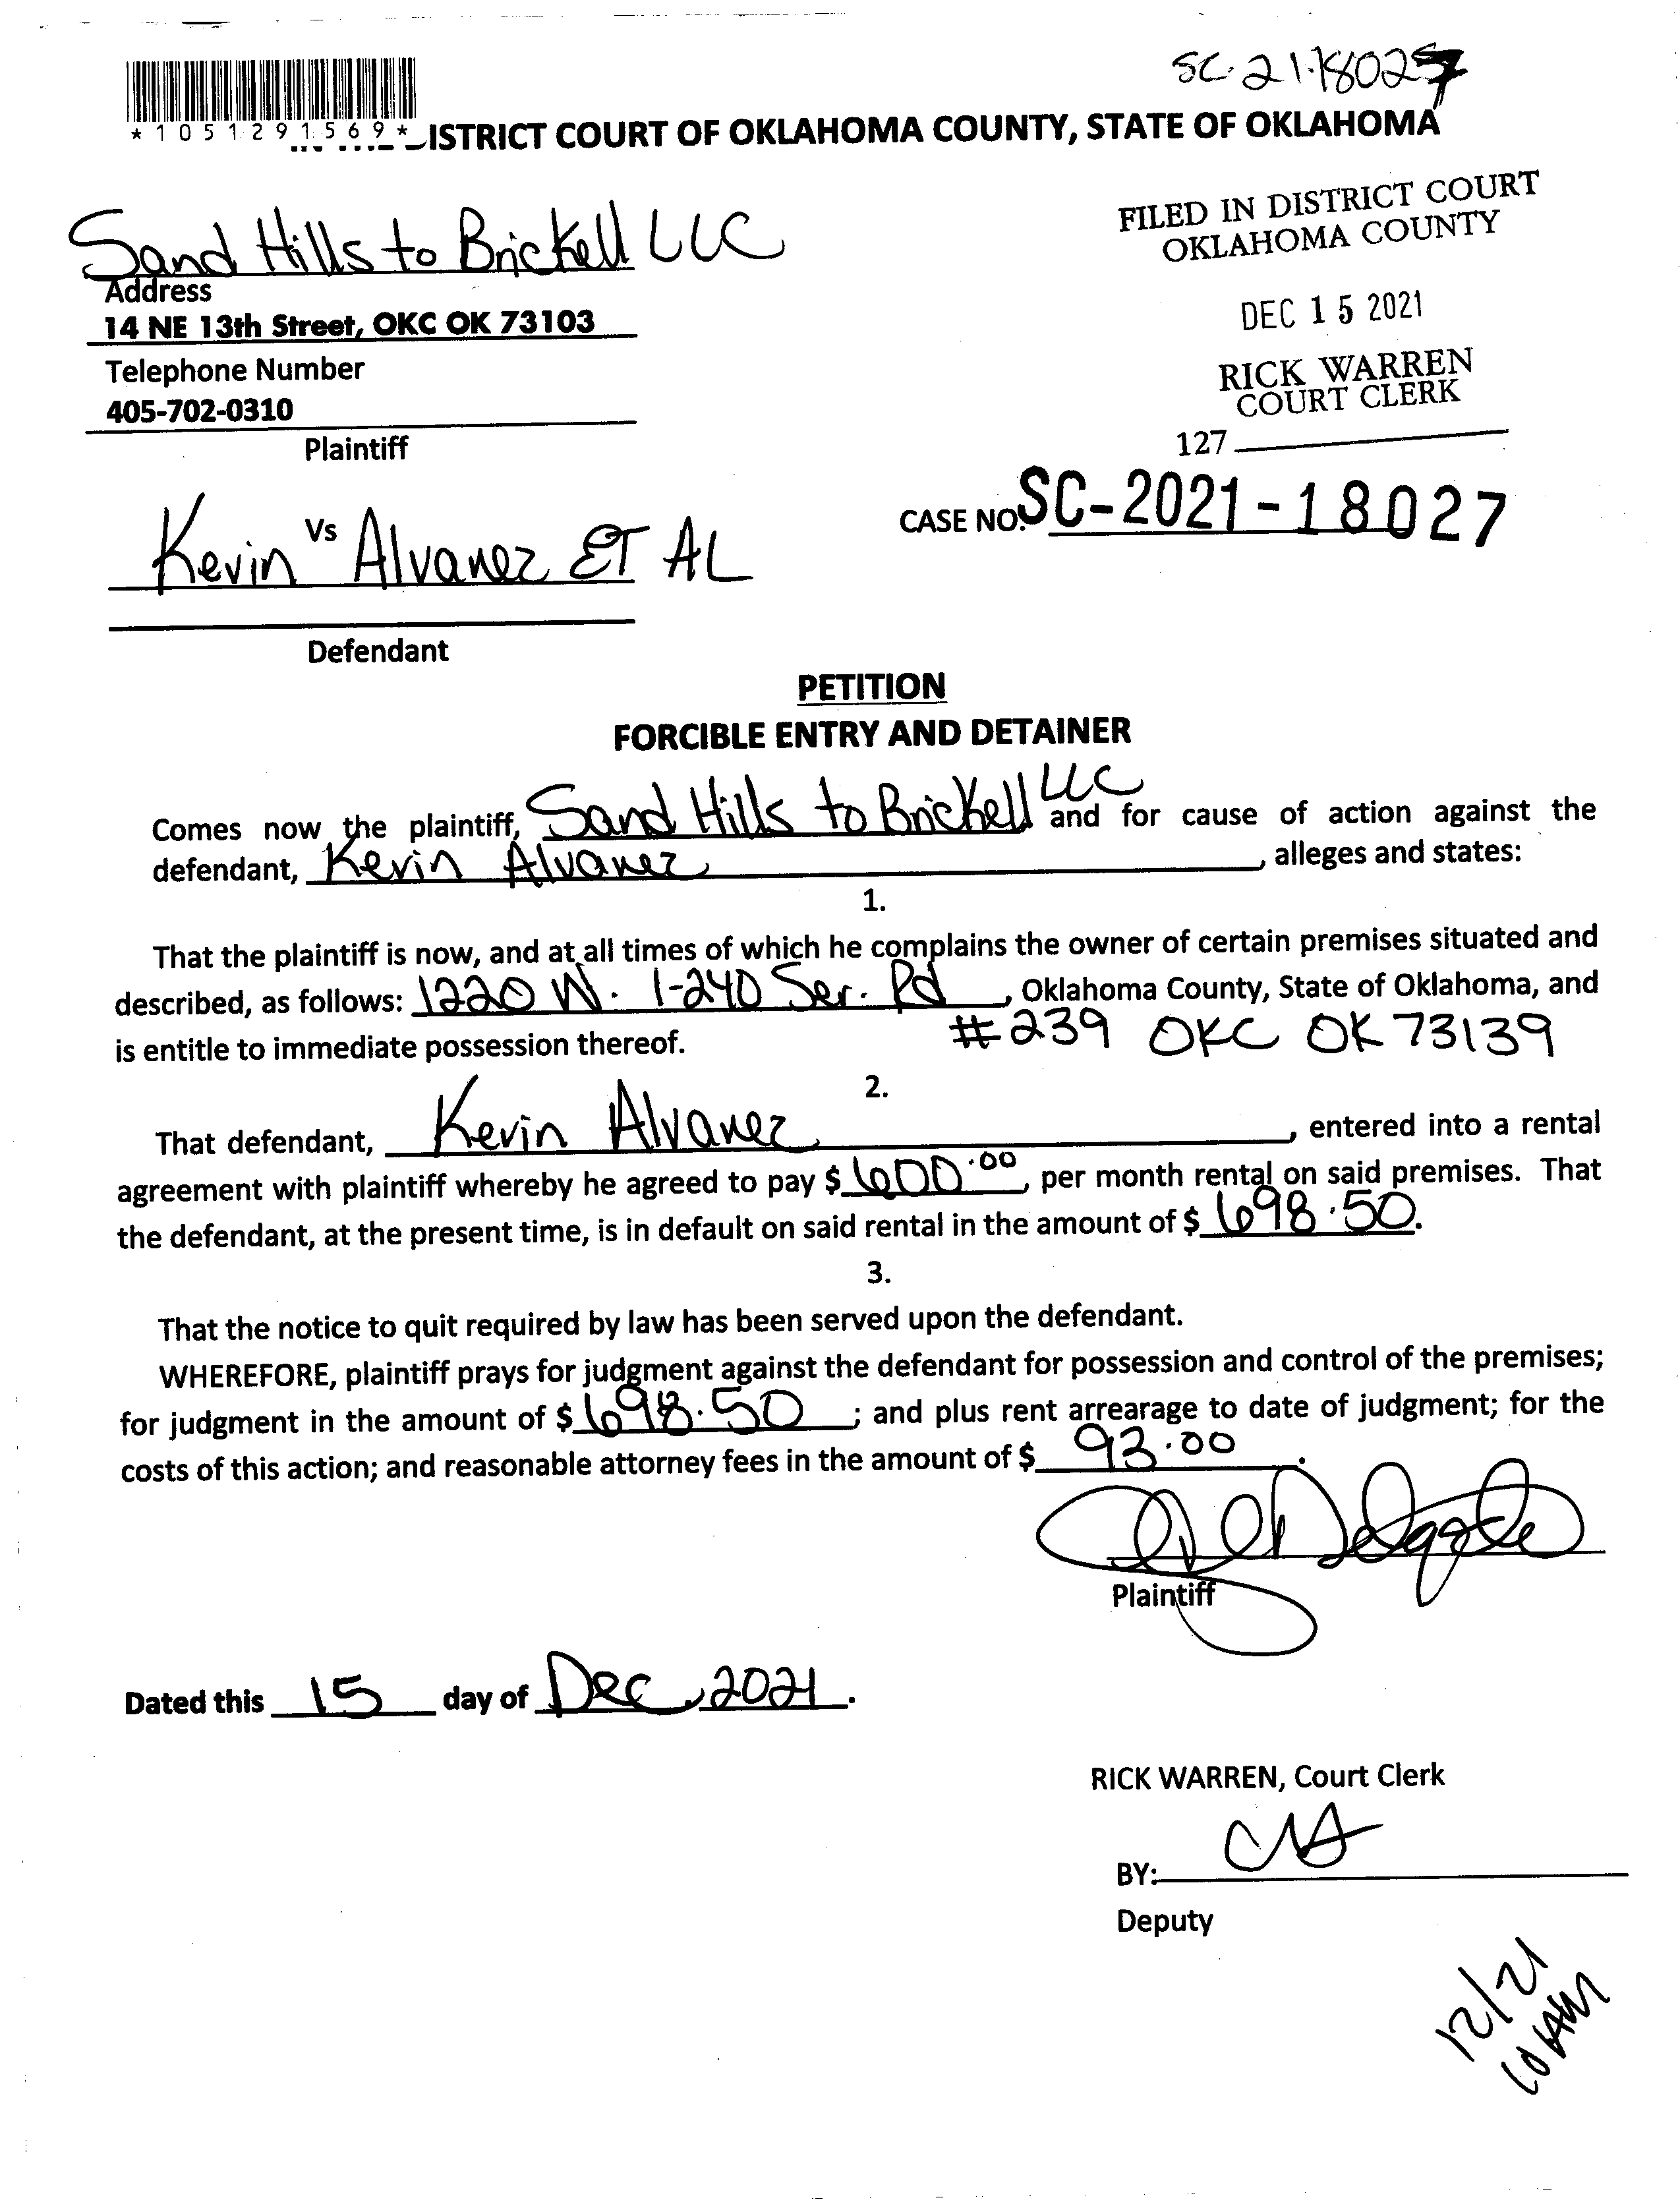 SC-21-18027
*1051291569*
ISTRICT COURT OF OKLAHOMA COUNTY, STATE OF OKLAHOMA
FILED IN DISTRICT COURT
OKLAHOMA COUNTY
DEC 15 2021
RICK WARREN
COURT CLERK
127
Sand Hills to Brickell LLC
Address
14 NE 13th Street, OKC OK 73103
Telephone Number
405-702-0310
Plaintiff
CASE NO. SC-2021-18027
Vs
Kevin Alvarez ET AL
Defendant
PETITION
FORCIBLE ENTRY AND DETAINER
Comes now the plaintiff, Sand Hills to Brickell LLC and for cause of action against the
defendant, Kevin Alvarez, alleges and states:
1.
That the plaintiff is now, and at all times of which he complains the owner of certain premises situated and
described, as follows: 1220 W. I-240 Ser. Rd, Oklahoma County, State of Oklahoma, and
is entitle to immediate possession thereof. #239 OKC OK 73139
2.
That defendant, Kevin Alvarez, entered into a rental
agreement with plaintiff whereby he agreed to pay $ 600.00, per month rental on said premises. That
the defendant, at the present time, is in default on said rental in the amount of $ 698.50.
3.
That the notice to quit required by law has been served upon the defendant.
WHEREFORE, plaintiff prays for judgment against the defendant for possession and control of the premises;
for judgment in the amount of $ 698.50; and plus rent arrearage to date of judgment; for the
costs of this action; and reasonable attorney fees in the amount of $ 93.00.
Delgado
Plaintiff
Dated this 15 day of Dec, 2021.
RICK WARREN, Court Clerk
BY:
Deputy
12/21
10 AM